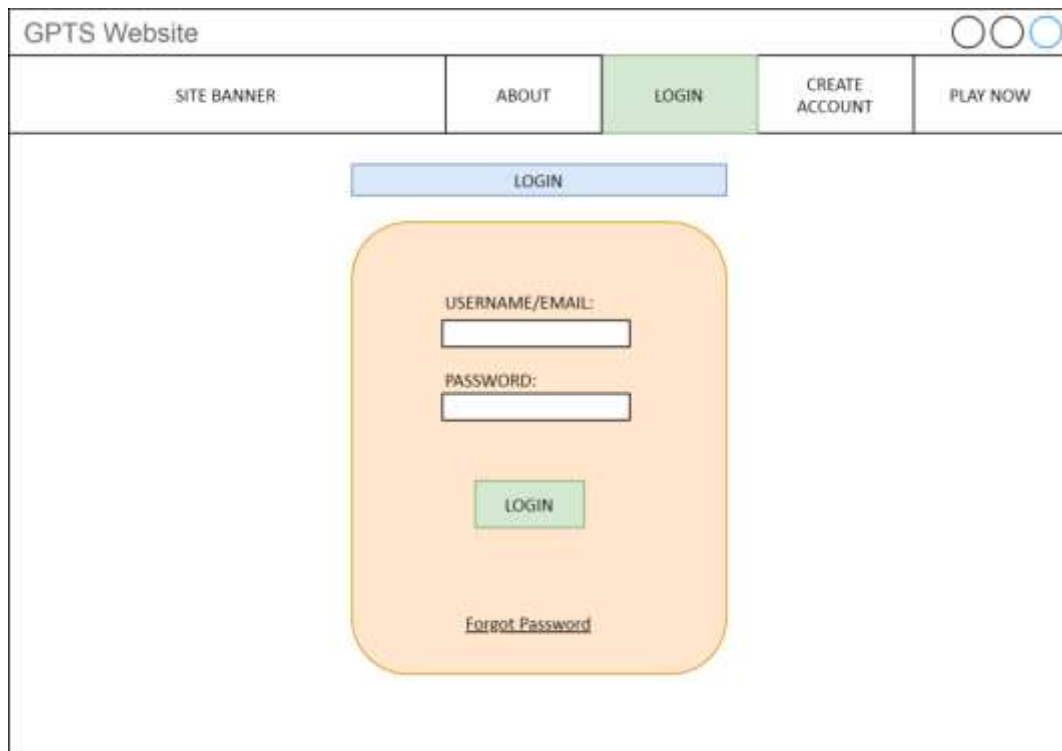 GPTS Website
SITE BANNER
ABOUT
LOGIN
CREATE
ACCOUNT
PLAY NOW
LOGIN
USERNAME/EMAIL:
PASSWORD:
LOGIN
Forgot Password